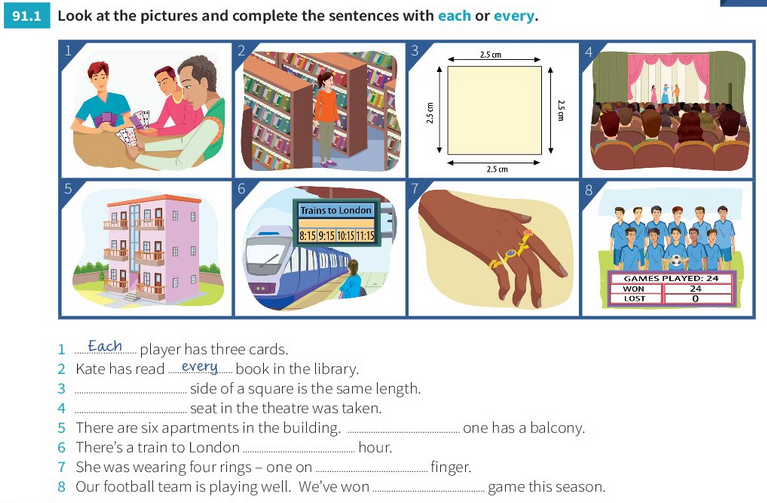 91.1 Look at the pictures and complete the sentences with each or every.
1
2
3
2.5 cm
2.5 cm
2.5 cm
2.5 cm
4
5
6
Trains to London
8:15 9:15 10:15 11:15
7
8
GAMES PLAYED: 24
WON 24
LOST 0
1 Each player has three cards.
2 Kate has read every book in the library.
3 .................... side of a square is the same length.
4 .................... seat in the theatre was taken.
5 There are six apartments in the building. .................... one has a balcony.
6 There's a train to London .................... hour.
7 She was wearing four rings – one on .................... finger.
8 Our football team is playing well. We've won .................... game this season.